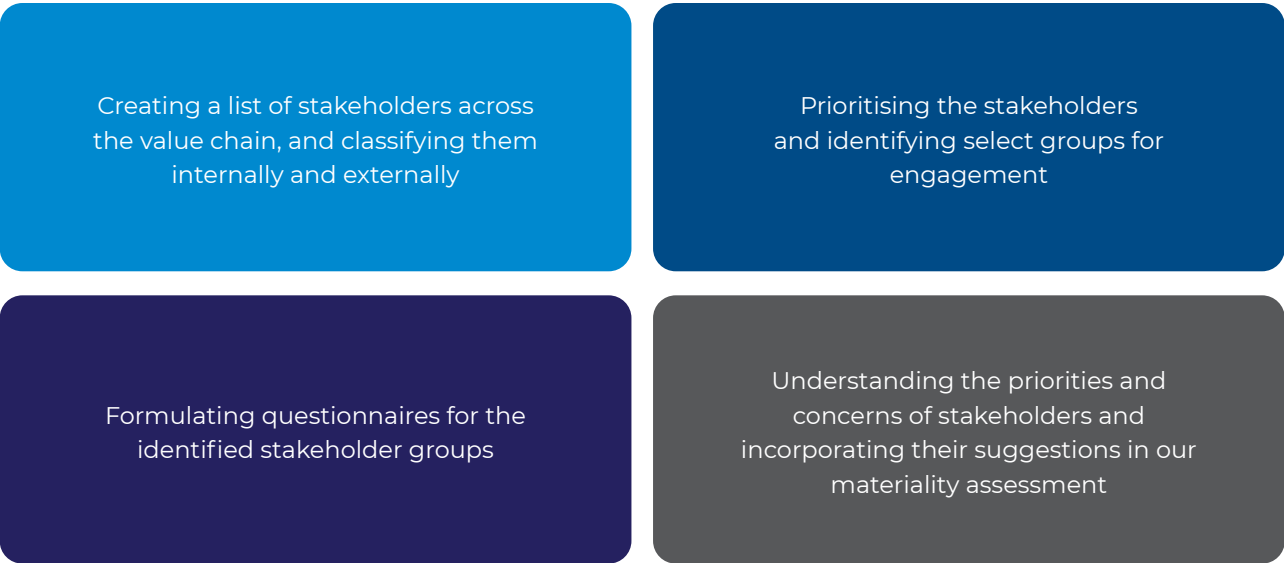 Creating a list of stakeholders across
the value chain, and classifying them
internally and externally
Prioritising the stakeholders
and identifying select groups for
engagement
Formulating questionnaires for the
identified stakeholder groups
Understanding the priorities and
concerns of stakeholders and
incorporating their suggestions in our
materiality assessment